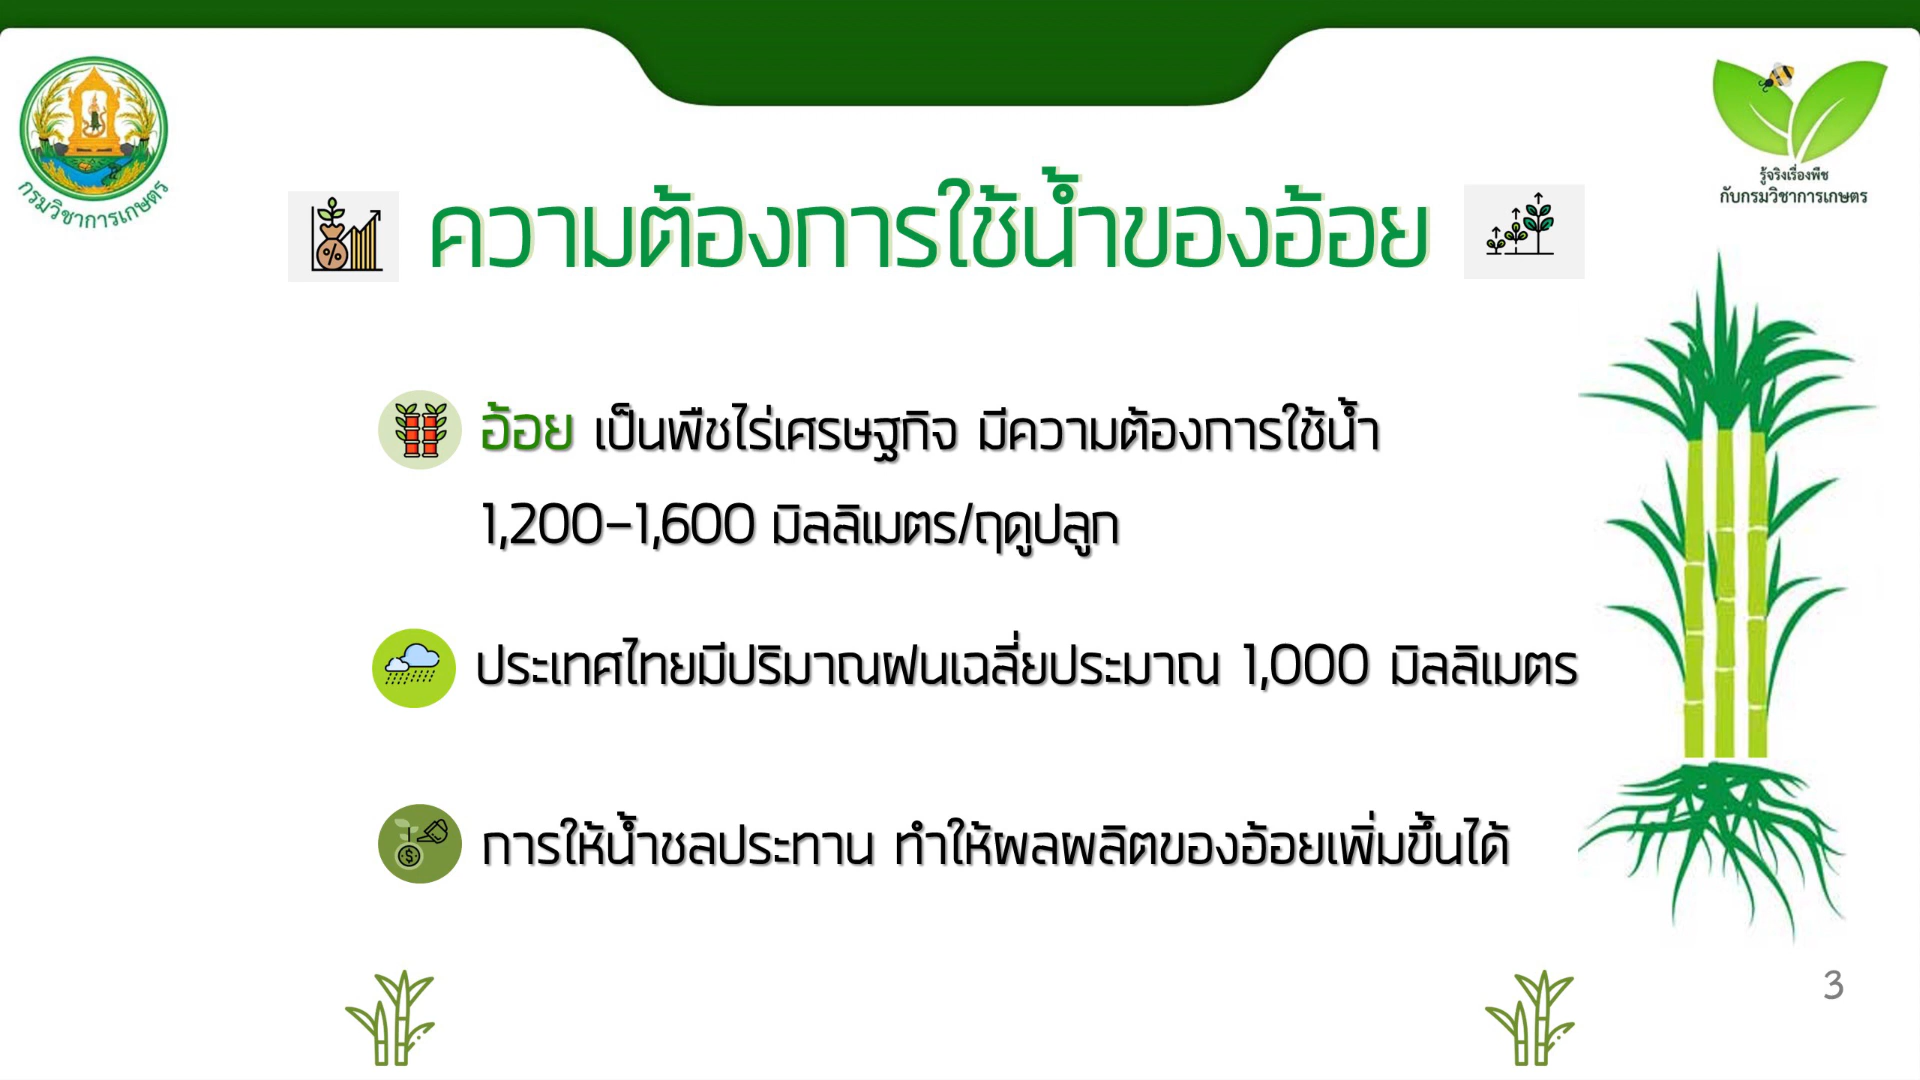 กรมวิชาการเกษตร
รู้จริงเรื่องพืช
กับกรมวิชาการเกษตร
ความต้องการใช้น้ำของอ้อย
อ้อย เป็นพืชไร่เศรษฐกิจ มีความต้องการใช้น้ำ
1,200–1,600 มิลลิเมตร/ฤดูปลูก
ประเทศไทยมีปริมาณฝนเฉลี่ยประมาณ 1,000 มิลลิเมตร
การให้น้ำชลประทาน ทำให้ผลผลิตของอ้อยเพิ่มขึ้นได้
3